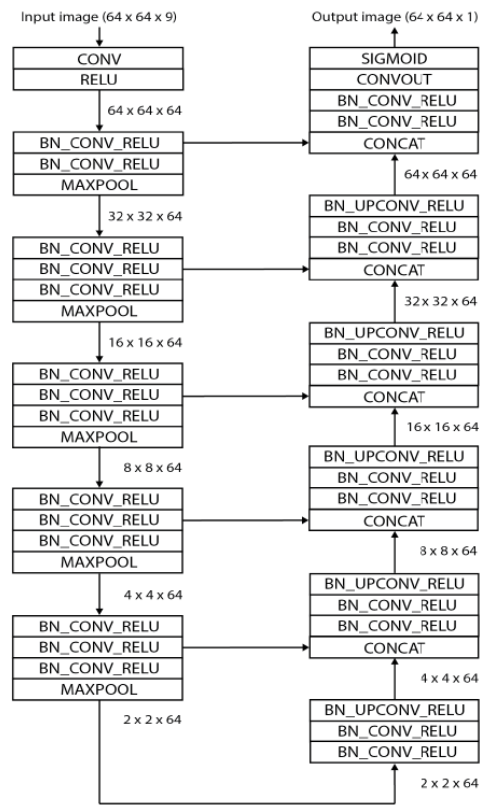 Input image (64 x 64 x 9)
CONV
RELU
64 x 64 x 64
BN_CONV_RELU
BN_CONV_RELU
MAXPOOL
32 x 32 x 64
BN_CONV_RELU
BN_CONV_RELU
BN_CONV_RELU
MAXPOOL
16 x 16 x 64
BN_CONV_RELU
BN_CONV_RELU
BN_CONV_RELU
MAXPOOL
8 x 8 x 64
BN_CONV_RELU
BN_CONV_RELU
BN_CONV_RELU
MAXPOOL
4 x 4 x 64
BN_CONV_RELU
BN_CONV_RELU
BN_CONV_RELU
MAXPOOL
2 x 2 x 64
Output image (64 x 64 x 1)
SIGMOID
CONVOUT
BN_CONV_RELU
BN_CONV_RELU
CONCAT
64 x 64 x 64
BN_UPCONV_RELU
BN_CONV_RELU
BN_CONV_RELU
CONCAT
32 x 32 x 64
BN_UPCONV_RELU
BN_CONV_RELU
BN_CONV_RELU
CONCAT
16 x 16 x 64
BN_UPCONV_RELU
BN_CONV_RELU
BN_CONV_RELU
CONCAT
8 x 8 x 64
BN_UPCONV_RELU
BN_CONV_RELU
BN_CONV_RELU
CONCAT
4 x 4 x 64
BN_UPCONV_RELU
BN_CONV_RELU
BN_CONV_RELU
2 x 2 x 64